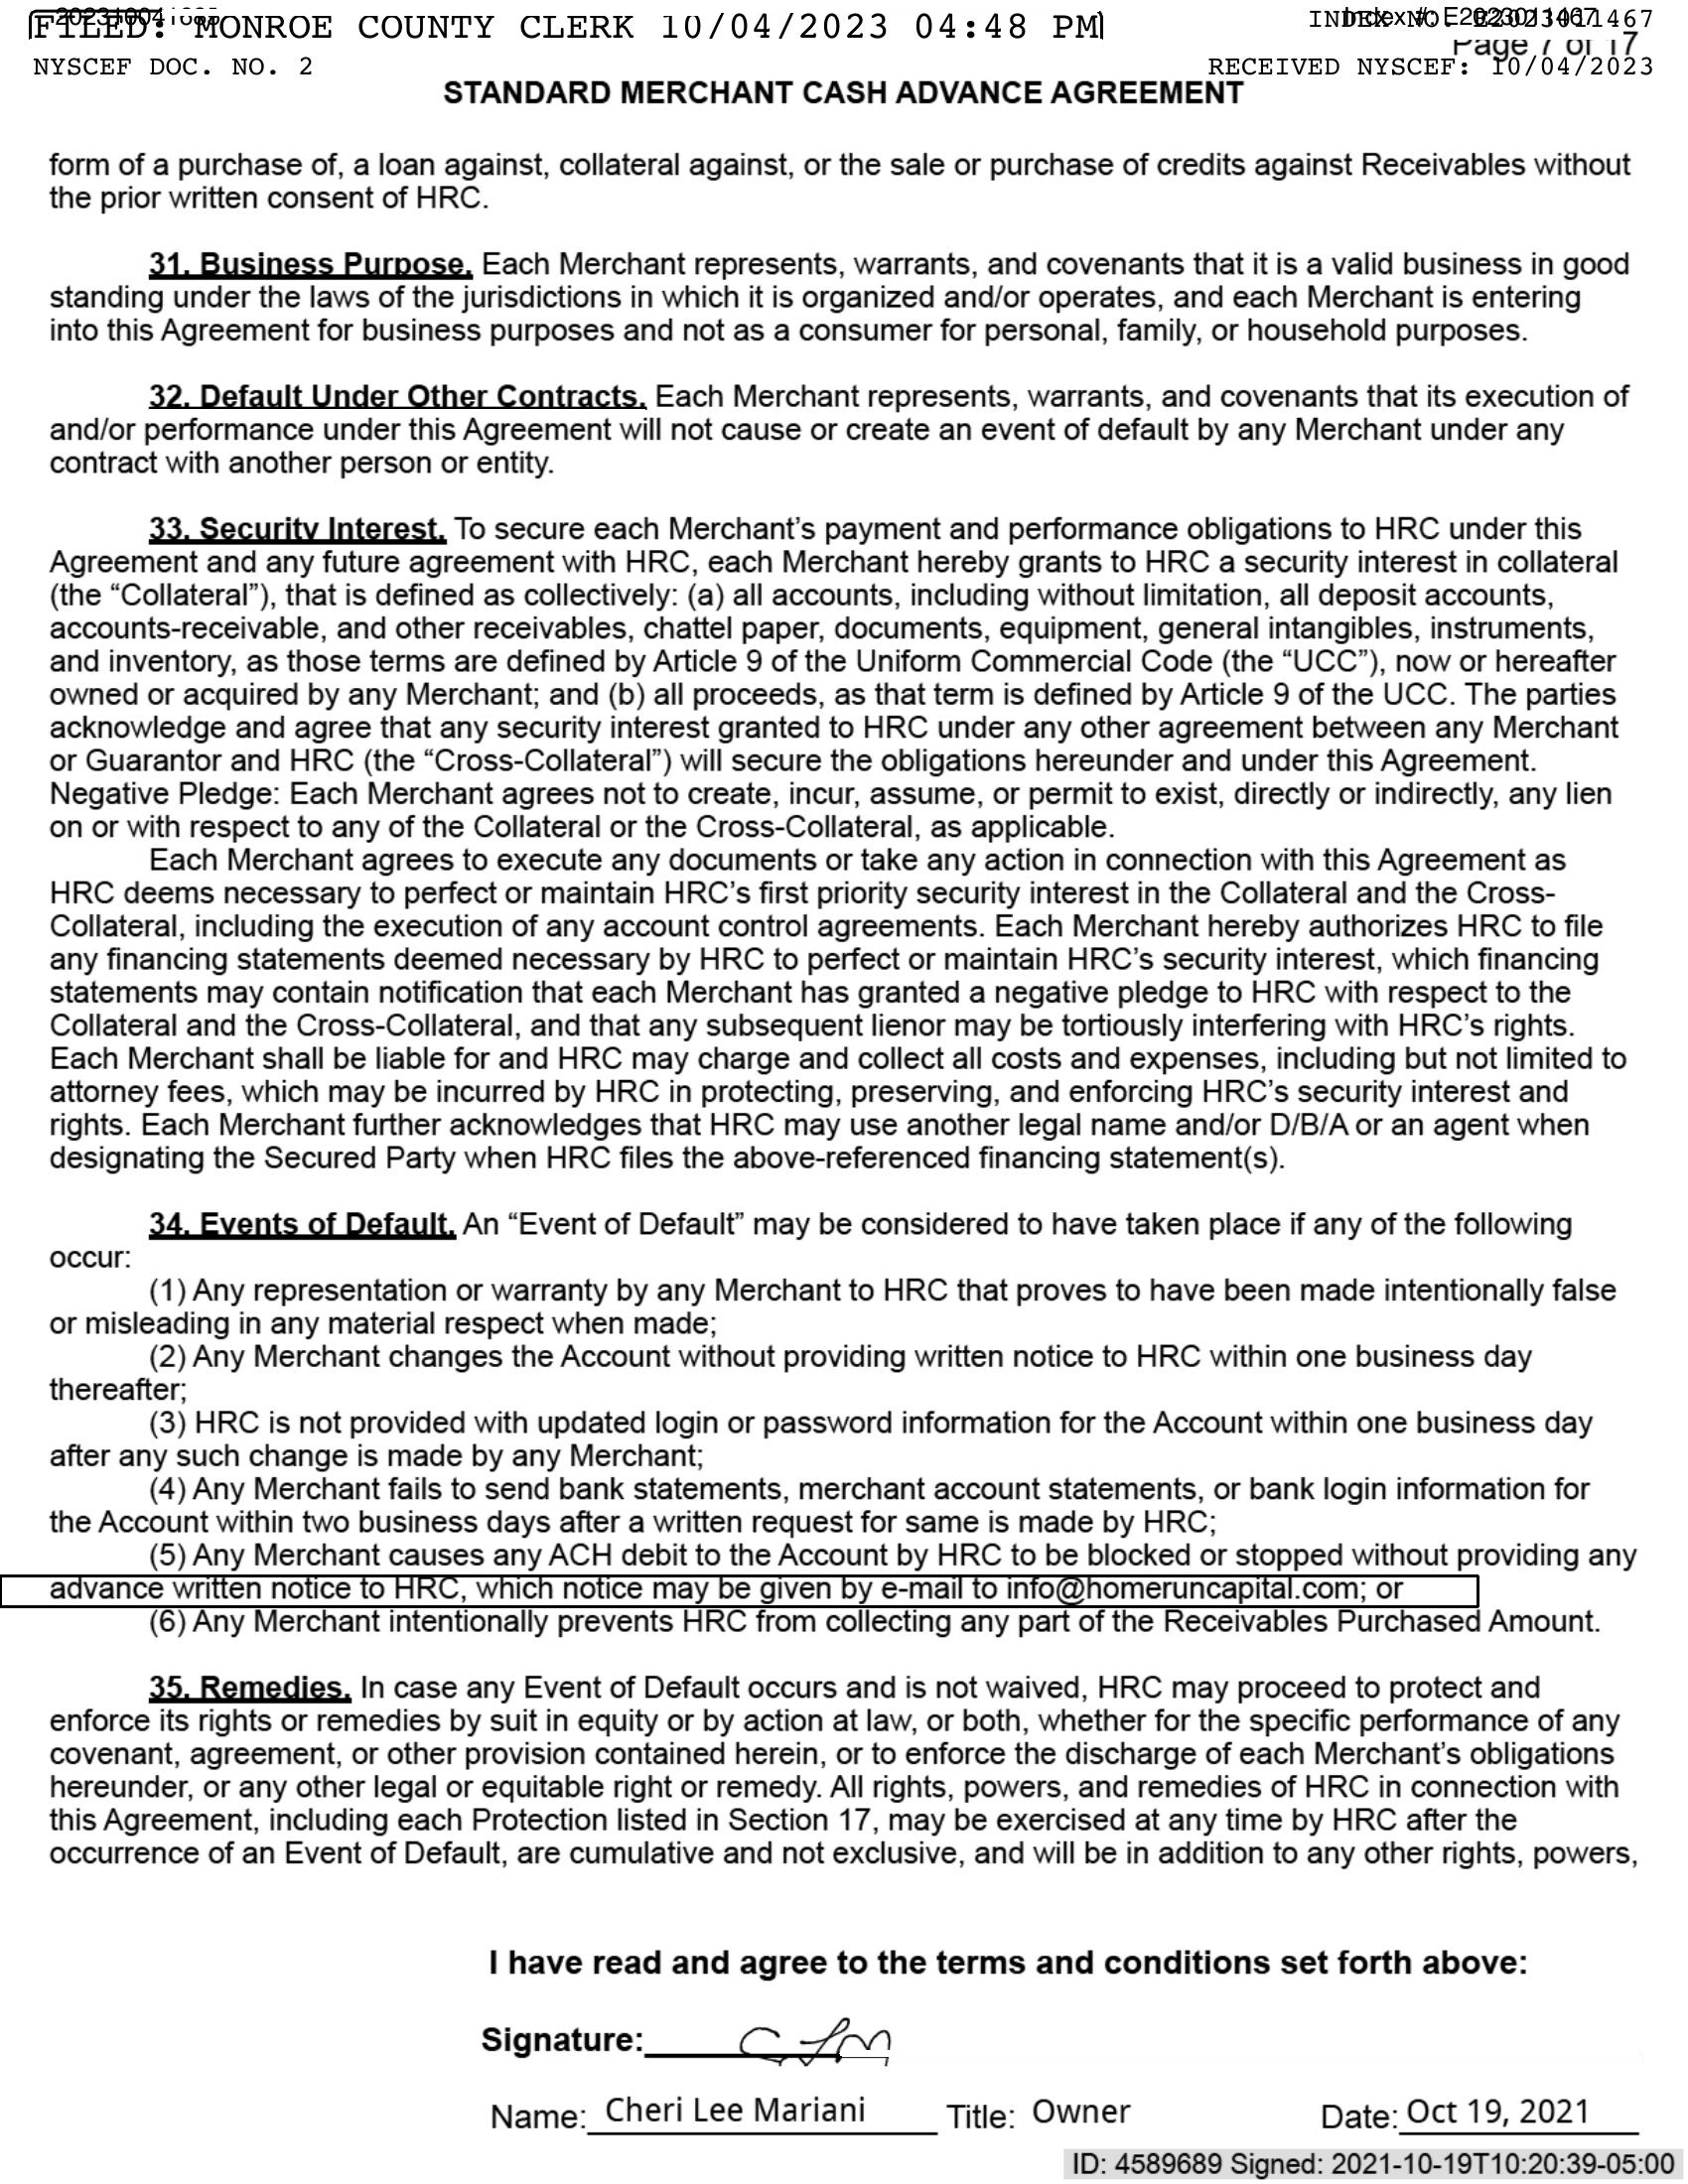 202310041685
FILED: MONROE COUNTY CLERK 10/04/2023 04:48 PM
INDEX NO. E2023011467
Index #: E2023011467
Page 7 of 17
NYSCEF DOC. NO. 2
RECEIVED NYSCEF: 10/04/2023
STANDARD MERCHANT CASH ADVANCE AGREEMENT
form of a purchase of, a loan against, collateral against, or the sale or purchase of credits against Receivables without
the prior written consent of HRC.
31. Business Purpose. Each Merchant represents, warrants, and covenants that it is a valid business in good
standing under the laws of the jurisdictions in which it is organized and/or operates, and each Merchant is entering
into this Agreement for business purposes and not as a consumer for personal, family, or household purposes.
32. Default Under Other Contracts. Each Merchant represents, warrants, and covenants that its execution of
and/or performance under this Agreement will not cause or create an event of default by any Merchant under any
contract with another person or entity.
33. Security Interest. To secure each Merchant’s payment and performance obligations to HRC under this
Agreement and any future agreement with HRC, each Merchant hereby grants to HRC a security interest in collateral
(the “Collateral”), that is defined as collectively: (a) all accounts, including without limitation, all deposit accounts,
accounts-receivable, and other receivables, chattel paper, documents, equipment, general intangibles, instruments,
and inventory, as those terms are defined by Article 9 of the Uniform Commercial Code (the “UCC”), now or hereafter
owned or acquired by any Merchant; and (b) all proceeds, as that term is defined by Article 9 of the UCC. The parties
acknowledge and agree that any security interest granted to HRC under any other agreement between any Merchant
or Guarantor and HRC (the “Cross-Collateral”) will secure the obligations hereunder and under this Agreement.
Negative Pledge: Each Merchant agrees not to create, incur, assume, or permit to exist, directly or indirectly, any lien
on or with respect to any of the Collateral or the Cross-Collateral, as applicable.
Each Merchant agrees to execute any documents or take any action in connection with this Agreement as
HRC deems necessary to perfect or maintain HRC’s first priority security interest in the Collateral and the Cross-
Collateral, including the execution of any account control agreements. Each Merchant hereby authorizes HRC to file
any financing statements deemed necessary by HRC to perfect or maintain HRC’s security interest, which financing
statements may contain notification that each Merchant has granted a negative pledge to HRC with respect to the
Collateral and the Cross-Collateral, and that any subsequent lienor may be tortiously interfering with HRC’s rights.
Each Merchant shall be liable for and HRC may charge and collect all costs and expenses, including but not limited to
attorney fees, which may be incurred by HRC in protecting, preserving, and enforcing HRC’s security interest and
rights. Each Merchant further acknowledges that HRC may use another legal name and/or D/B/A or an agent when
designating the Secured Party when HRC files the above-referenced financing statement(s).
34. Events of Default. An “Event of Default” may be considered to have taken place if any of the following
occur:
(1) Any representation or warranty by any Merchant to HRC that proves to have been made intentionally false
or misleading in any material respect when made;
(2) Any Merchant changes the Account without providing written notice to HRC within one business day
thereafter;
(3) HRC is not provided with updated login or password information for the Account within one business day
after any such change is made by any Merchant;
(4) Any Merchant fails to send bank statements, merchant account statements, or bank login information for
the Account within two business days after a written request for same is made by HRC;
(5) Any Merchant causes any ACH debit to the Account by HRC to be blocked or stopped without providing any
advance written notice to HRC, which notice may be given by e-mail to info@homeruncapital.com; or
(6) Any Merchant intentionally prevents HRC from collecting any part of the Receivables Purchased Amount.
35. Remedies. In case any Event of Default occurs and is not waived, HRC may proceed to protect and
enforce its rights or remedies by suit in equity or by action at law, or both, whether for the specific performance of any
covenant, agreement, or other provision contained herein, or to enforce the discharge of each Merchant’s obligations
hereunder, or any other legal or equitable right or remedy. All rights, powers, and remedies of HRC in connection with
this Agreement, including each Protection listed in Section 17, may be exercised at any time by HRC after the
occurrence of an Event of Default, are cumulative and not exclusive, and will be in addition to any other rights, powers,
I have read and agree to the terms and conditions set forth above:
Signature: CLM
Name: Cheri Lee Mariani Title: Owner Date: Oct 19, 2021
ID: 4589689 Signed: 2021-10-19T10:20:39-05:00